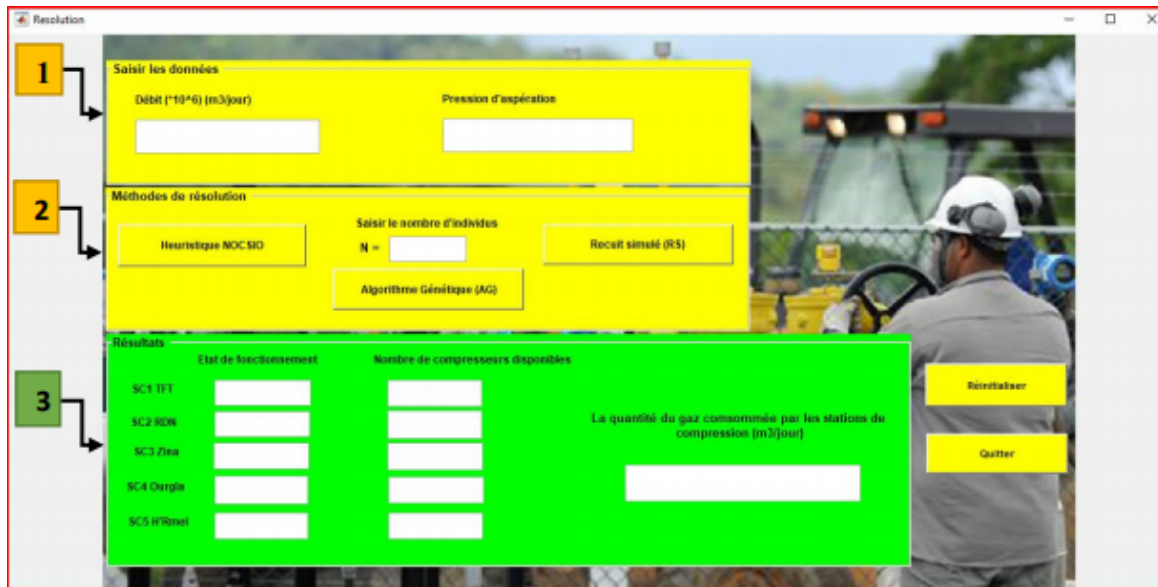 Resolution
1
Saisir les données
Débit (*10^6) (m3/jour)
Pression d'aspération
2
Méthodes de résolution
Heuristique NOCSIO
Saisir le nombre d'individus
N =
Recuit simulé (RS)
Algorithme Génétique (AG)
3
Résultats
Etat de fonctionnement
Nombre de compresseurs disponibles
SC1 TFT
SC2 RDN
SC3 Zina
SC4 Ourgla
SC5 H'Rmel
La quantité du gaz comsommée par les stations de
compression (m3/jour)
Réinitialiser
Quitter